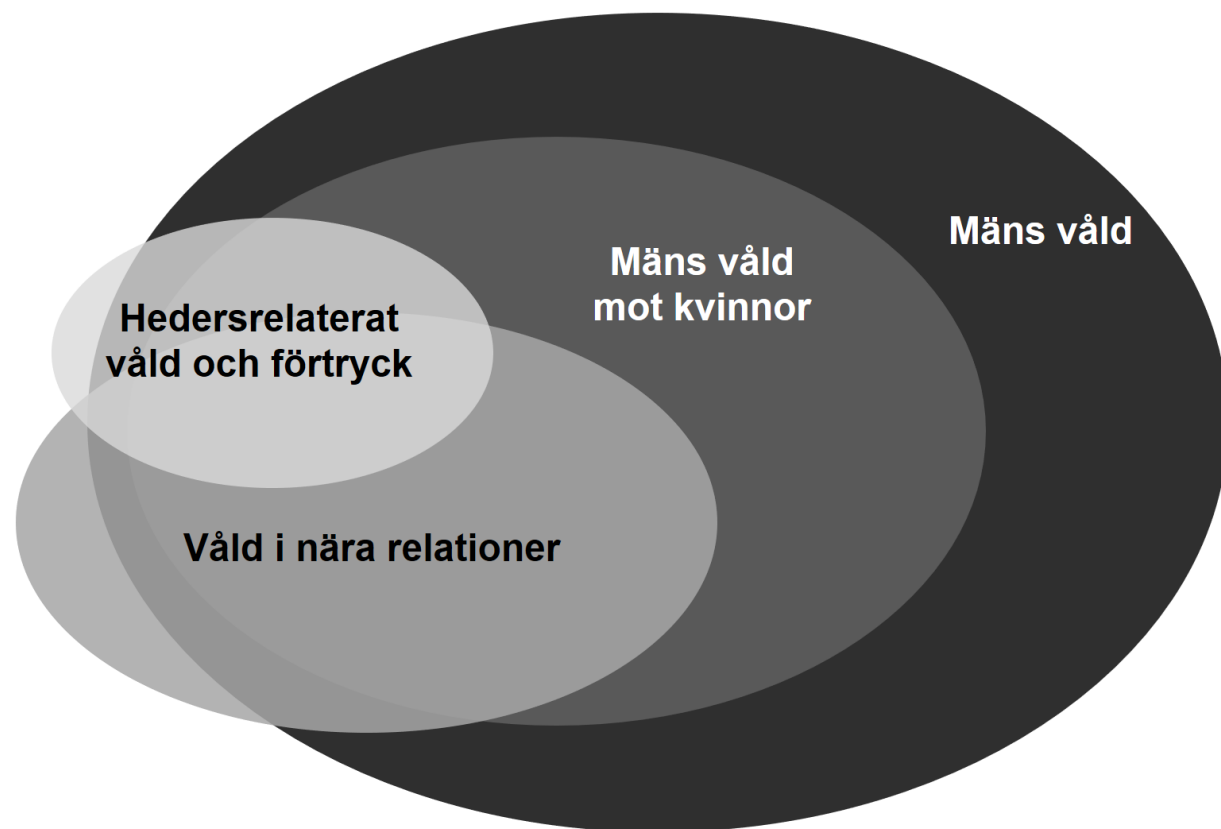 Mäns våld
Mäns våld
mot kvinnor
Hedersrelaterat
våld och förtryck
Våld i nära relationer